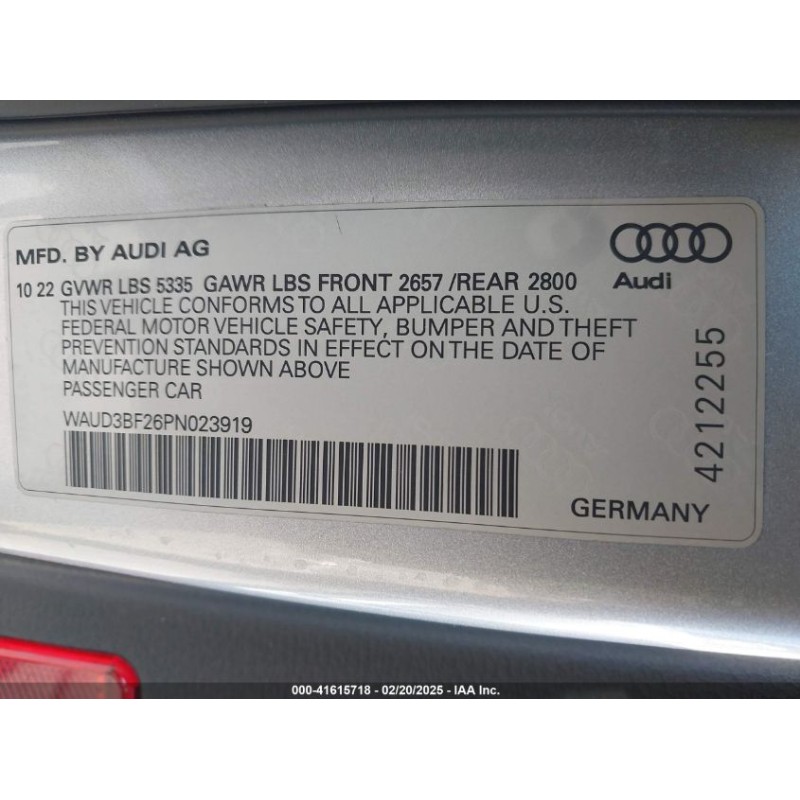 MFD. BY AUDI AG
Audi
10 22 GVWR LBS 5335 GAWR LBS FRONT 2657 /REAR 2800
THIS VEHICLE CONFORMS TO ALL APPLICABLE U.S.
FEDERAL MOTOR VEHICLE SAFETY, BUMPER AND THEFT
PREVENTION STANDARDS IN EFFECT ON THE DATE OF
MANUFACTURE SHOWN ABOVE
PASSENGER CAR
WAUD3BF26PN023919
4212255
GERMANY
000-41615718 - 02/20/2025 - IAA Inc.